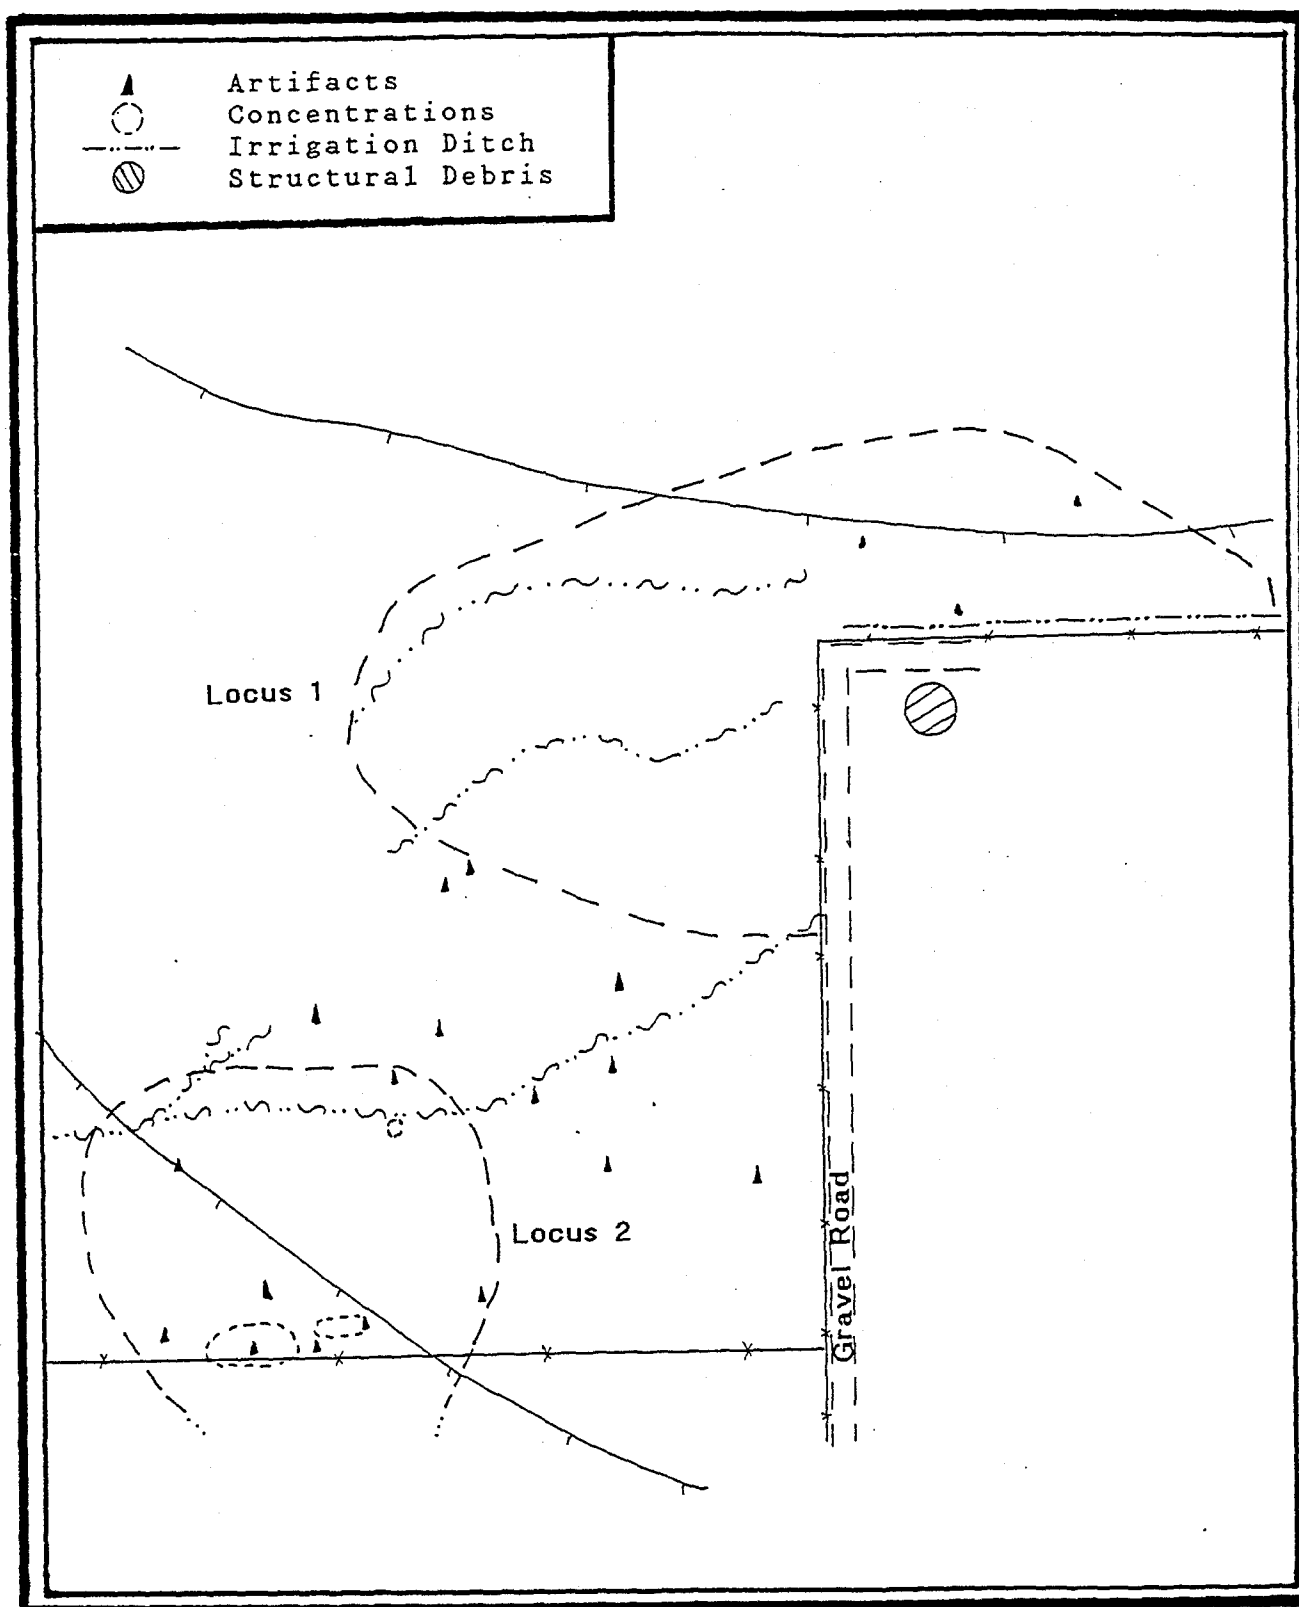 Artifacts
Concentrations
Irrigation Ditch
Structural Debris
Locus 1
Locus 2
Gravel Road